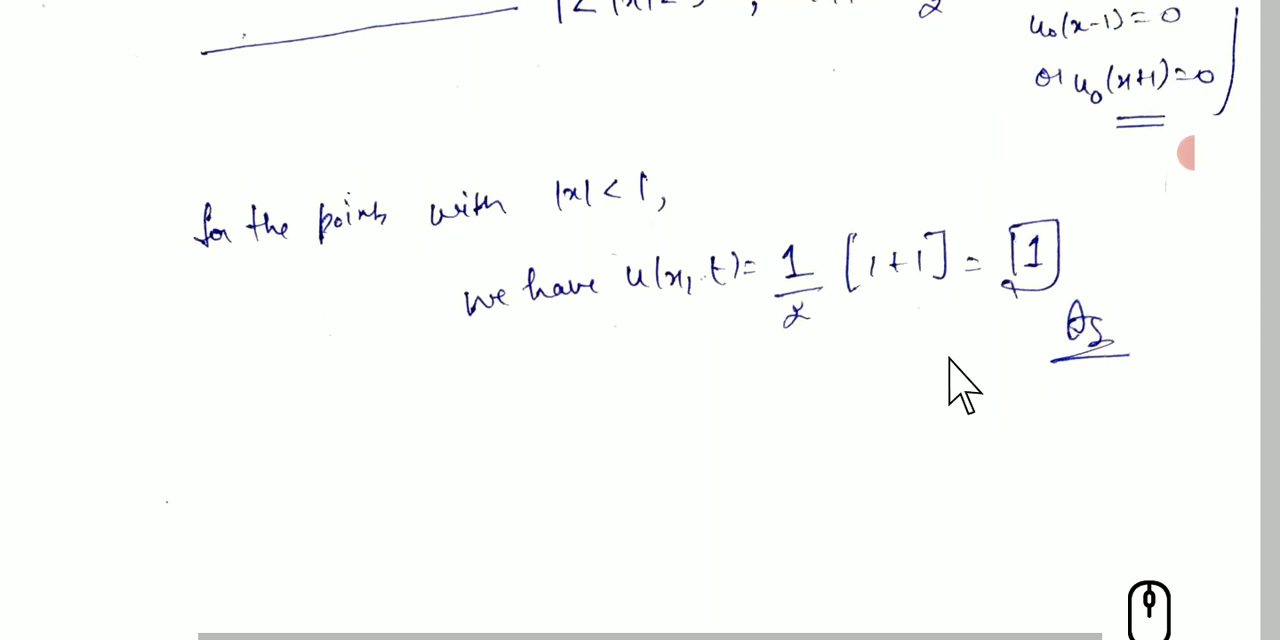 u₀(x-1) = 0
or u₀(x+1) = 0
for the points with |x| < 1,
we have u(x, t) = 1/2 [1+1] = 1